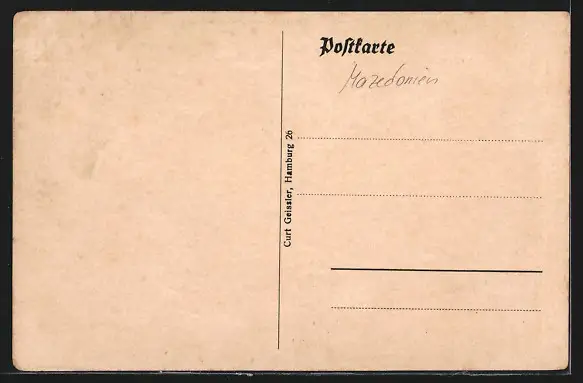 Postkarte
Mazedonien
Curt Geissler, Hamburg 26